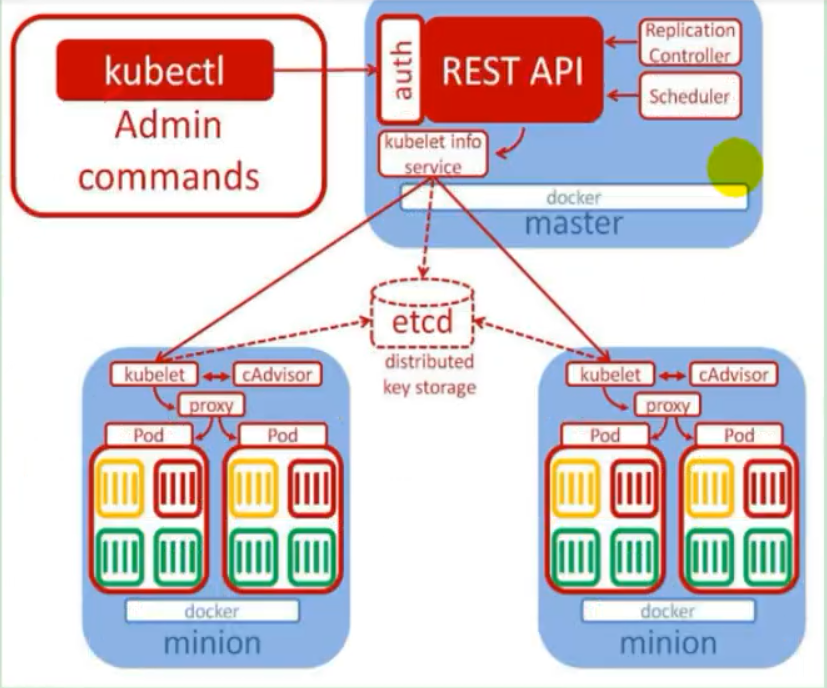 kubectl
Admin
commands
auth
REST API
Replication
Controller
Scheduler
kubelet info
service
docker
master
etcd
distributed
key storage
kubelet
cAdvisor
proxy
Pod
Pod
docker
minion
kubelet
cAdvisor
proxy
Pod
Pod
docker
minion